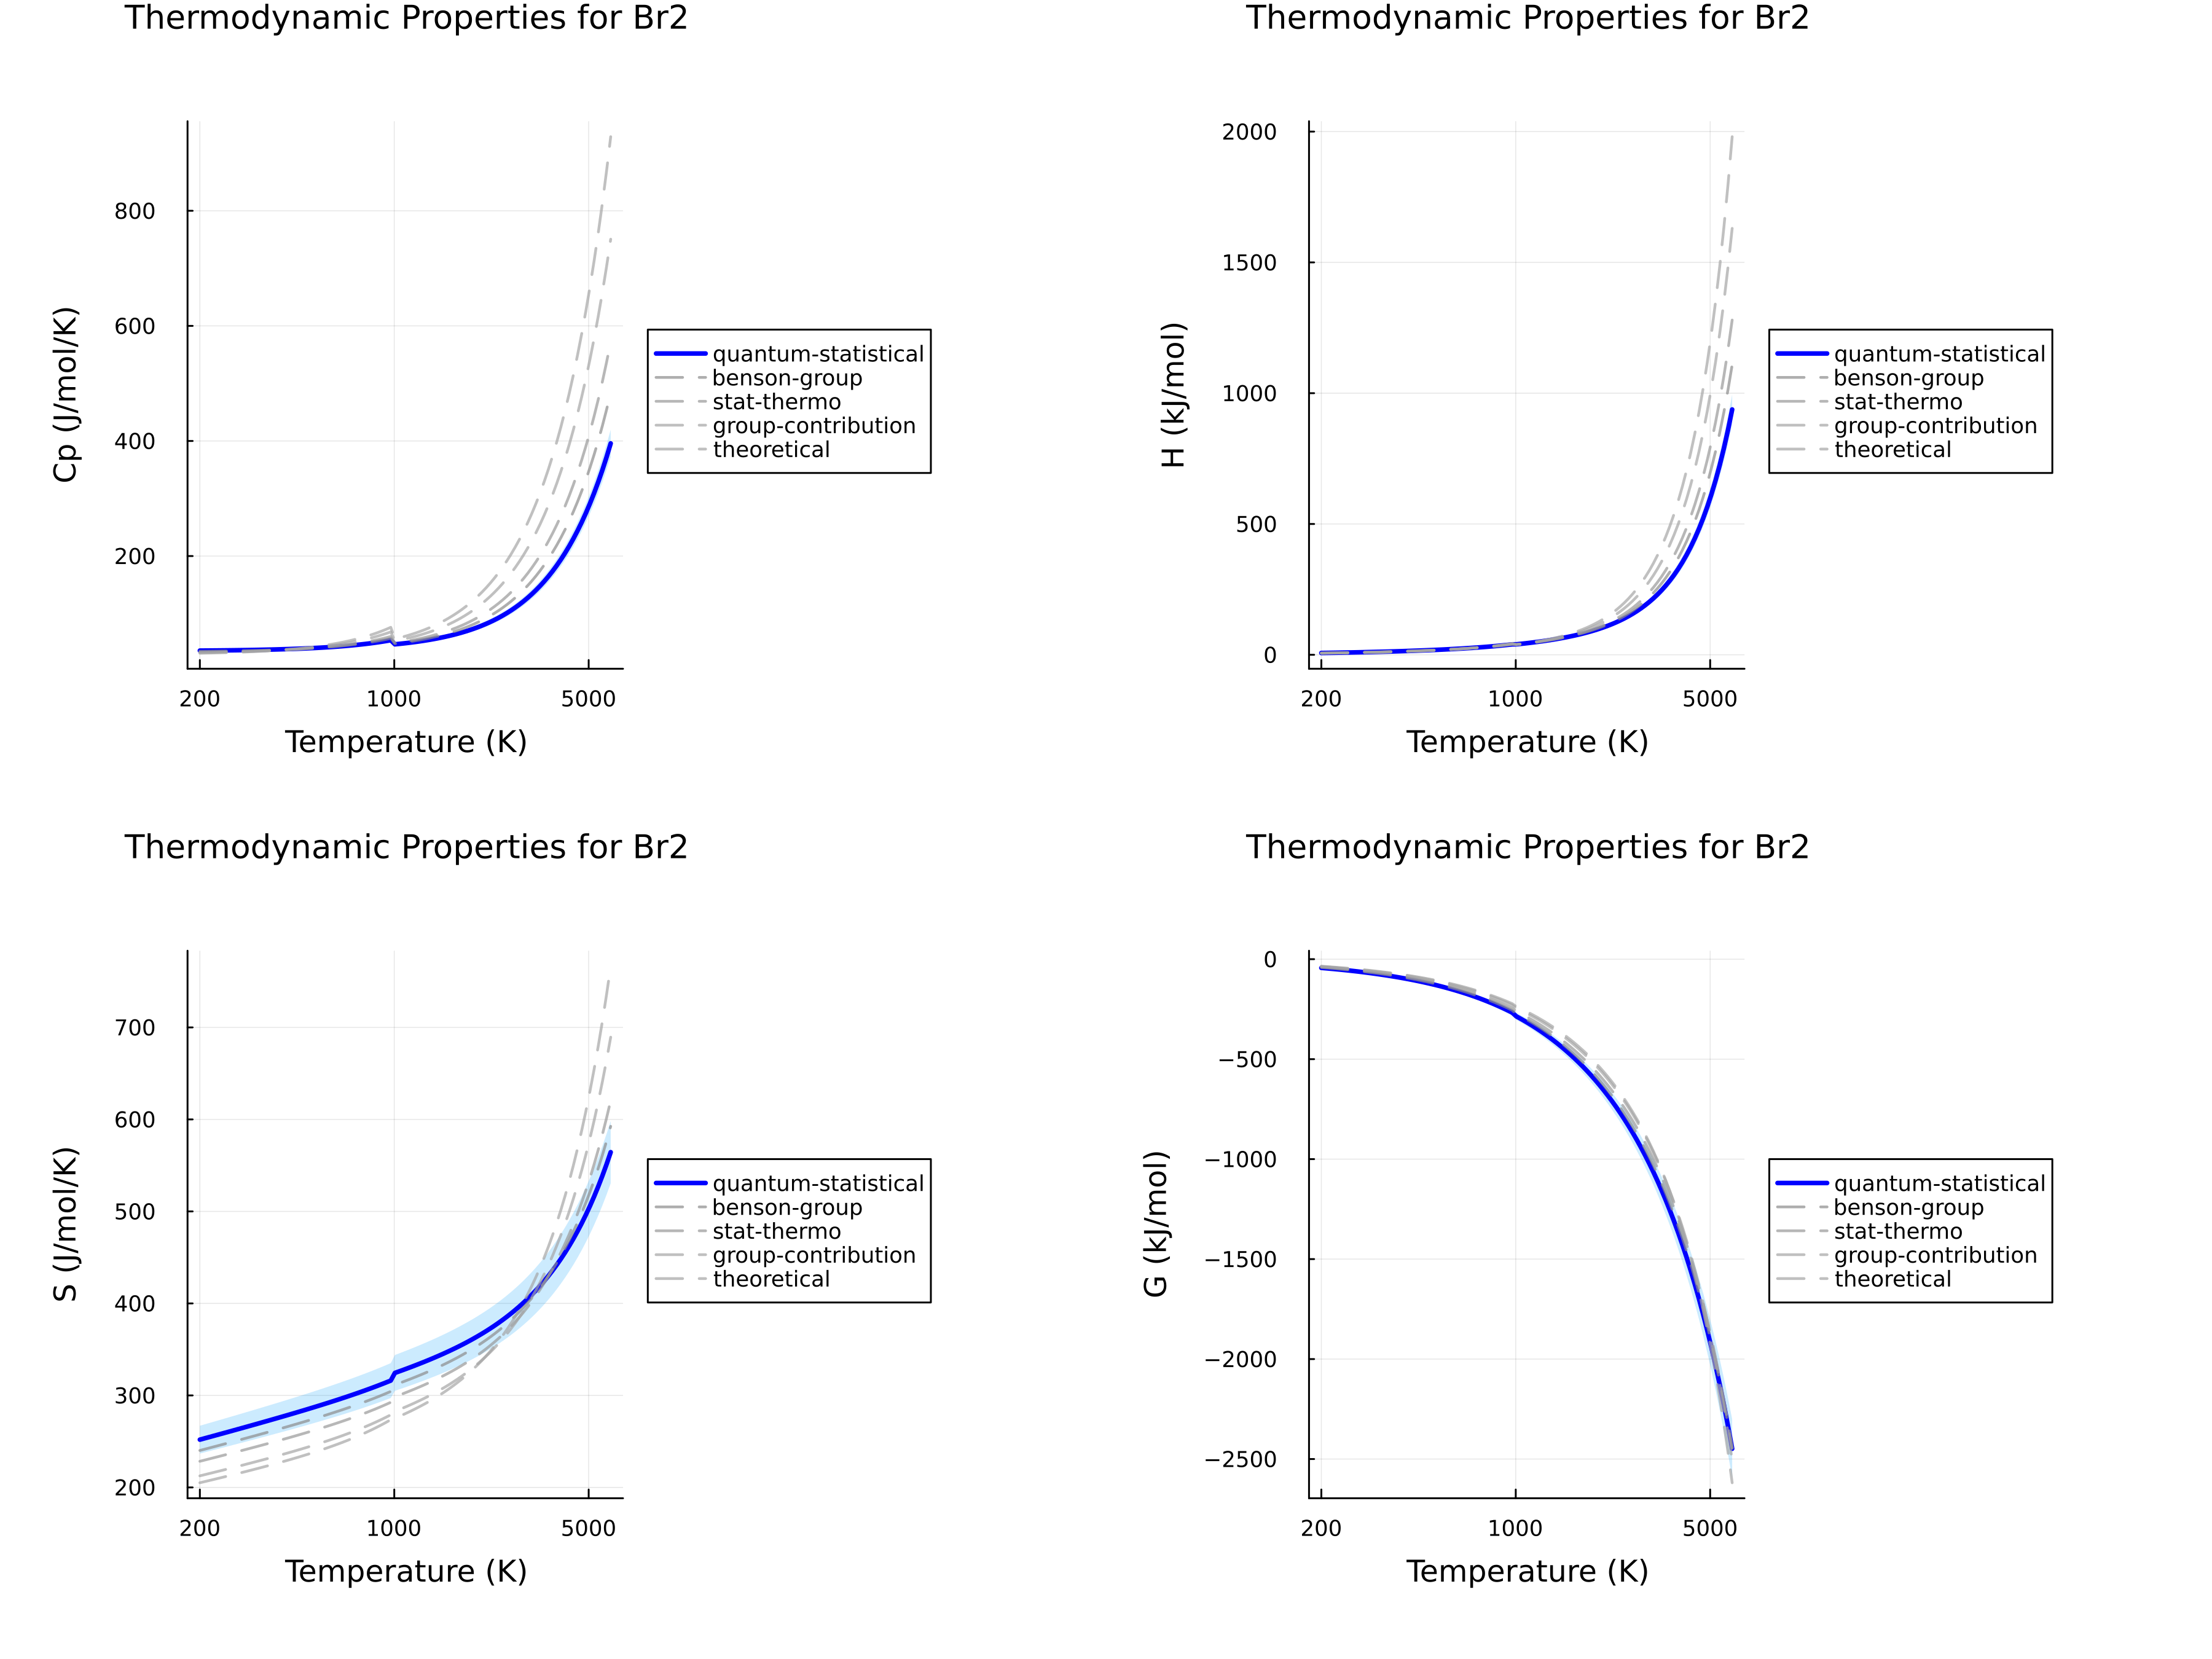 Thermodynamic Properties for Br2
Cp (J/mol/K)
800
600
400
200
200
1000
5000
Temperature (K)
quantum-statistical
benson-group
stat-thermo
group-contribution
theoretical
Thermodynamic Properties for Br2
H (kJ/mol)
2000
1500
1000
500
0
200
1000
5000
Temperature (K)
quantum-statistical
benson-group
stat-thermo
group-contribution
theoretical
Thermodynamic Properties for Br2
S (J/mol/K)
700
600
500
400
300
200
200
1000
5000
Temperature (K)
quantum-statistical
benson-group
stat-thermo
group-contribution
theoretical
Thermodynamic Properties for Br2
G (kJ/mol)
0
−500
−1000
−1500
−2000
−2500
200
1000
5000
Temperature (K)
quantum-statistical
benson-group
stat-thermo
group-contribution
theoretical